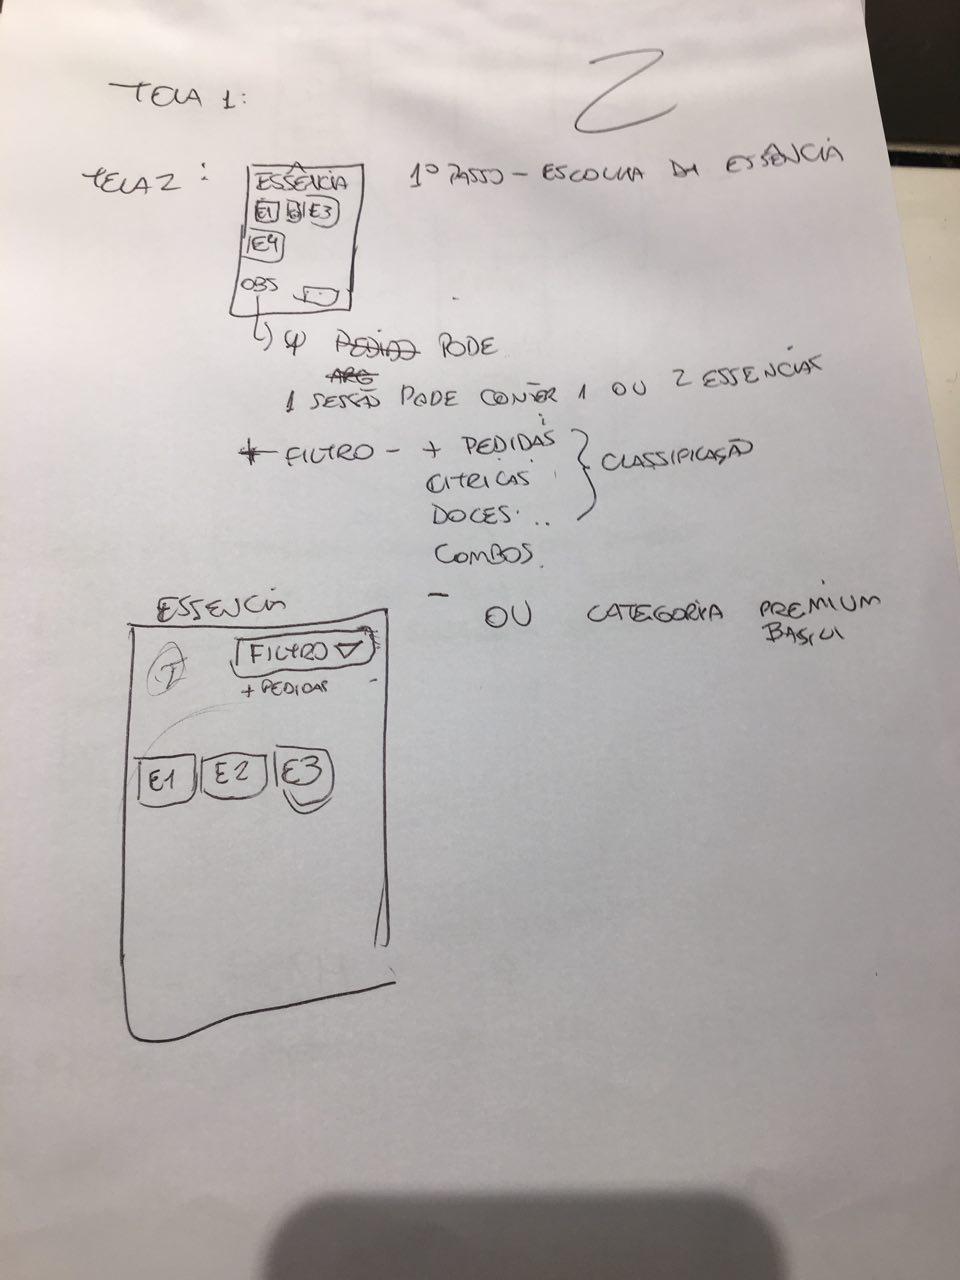 2
TELA 1:
TELA 2:
1º PASSO - ESCOLHA DA ESSÊNCIA
ESSÊNCIA
E1 E2 E3
E4
OBS
PEDIDO PODE
ARG
1 SESSÃO PODE CONTER 1 OU 2 ESSENCIAS
* FILTRO - + PEDIDAS
CITRICAS
DOCES..
COMBOS.
CLASSIFICAÇÃO
- OU CATEGORIA PREMIUM
BASICA
ESSENCIA
FILTRO
+ PEDIDAS
E1 E2 E3